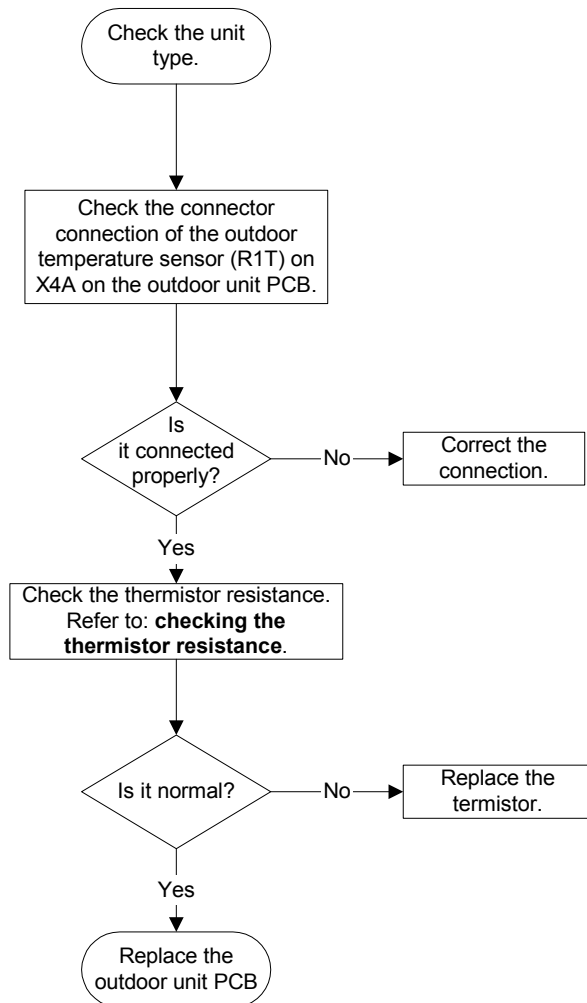 Check the unit
type.
Check the connector
connection of the outdoor
temperature sensor (R1T) on
X4A on the outdoor unit PCB.
Is
it connected
properly?
No
Correct the
connection.
Yes
Check the thermistor resistance.
Refer to: checking the
thermistor resistance.
Is it normal?
No
Replace the
termistor.
Yes
Replace the
outdoor unit PCB